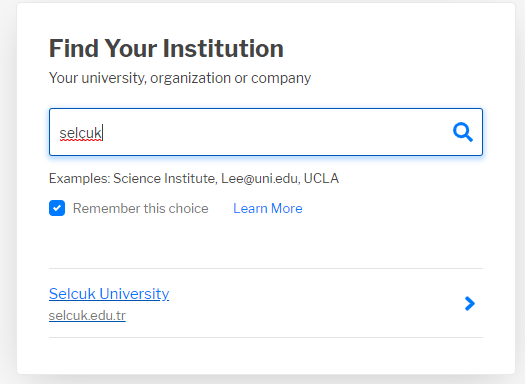 Find Your Institution
Your university, organization or company
selcuk
Examples: Science Institute, Lee@uni.edu, UCLA
Remember this choice Learn More
Selcuk University
selcuk.edu.tr